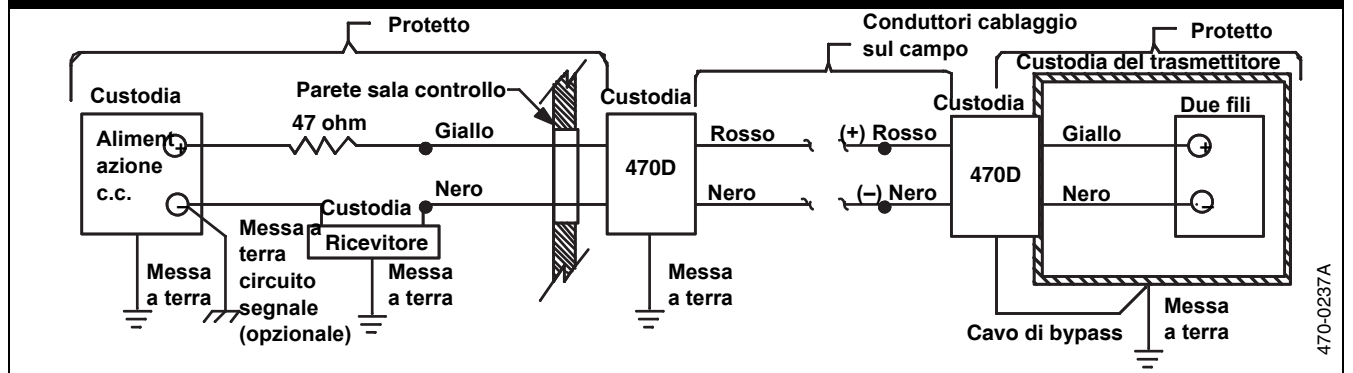 Protetto
Conduttori cablaggio
sul campo
Protetto
Custodia
Parete sala controllo
Custodia
Custodia
Custodia del trasmettitore
Aliment
azione
c.c.
+
–
47 ohm
Giallo
Nero
Custodia
Ricevitore
470D
Rosso
Nero
(+) Rosso
(–) Nero
470D
Giallo
Nero
Due fili
+
–
Messa
a terra
Messa a
terra
circuito
segnale
(opzionale)
Messa
a terra
Messa
a terra
Cavo di bypass
Messa
a terra
470-0237A